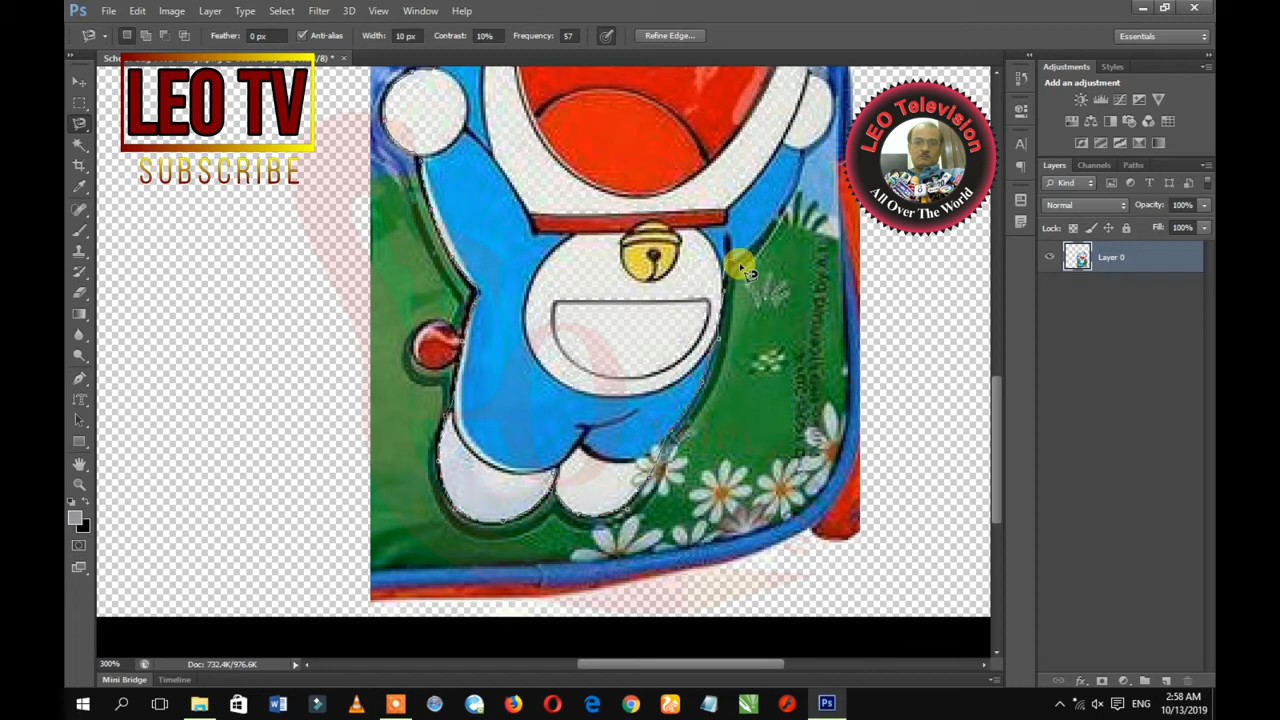 Ps File Edit Image Layer Type Select Filter 3D View Window Help
Feather: 0 px Anti-alias Width: 10 px Contrast: 10% Frequency: 57 Refine Edge... Essentials
LEO TV
SUBSCRIBE
LEO Television
All Over The World
Adjustments Styles
Add an adjustment
Layers Channels Paths
Kind
Normal Opacity: 100%
Lock: Fill: 100%
Layer 0
300% Doc: 732.4K/976.6K
Mini Bridge Timeline
ENG 2:58 AM
10/13/2019